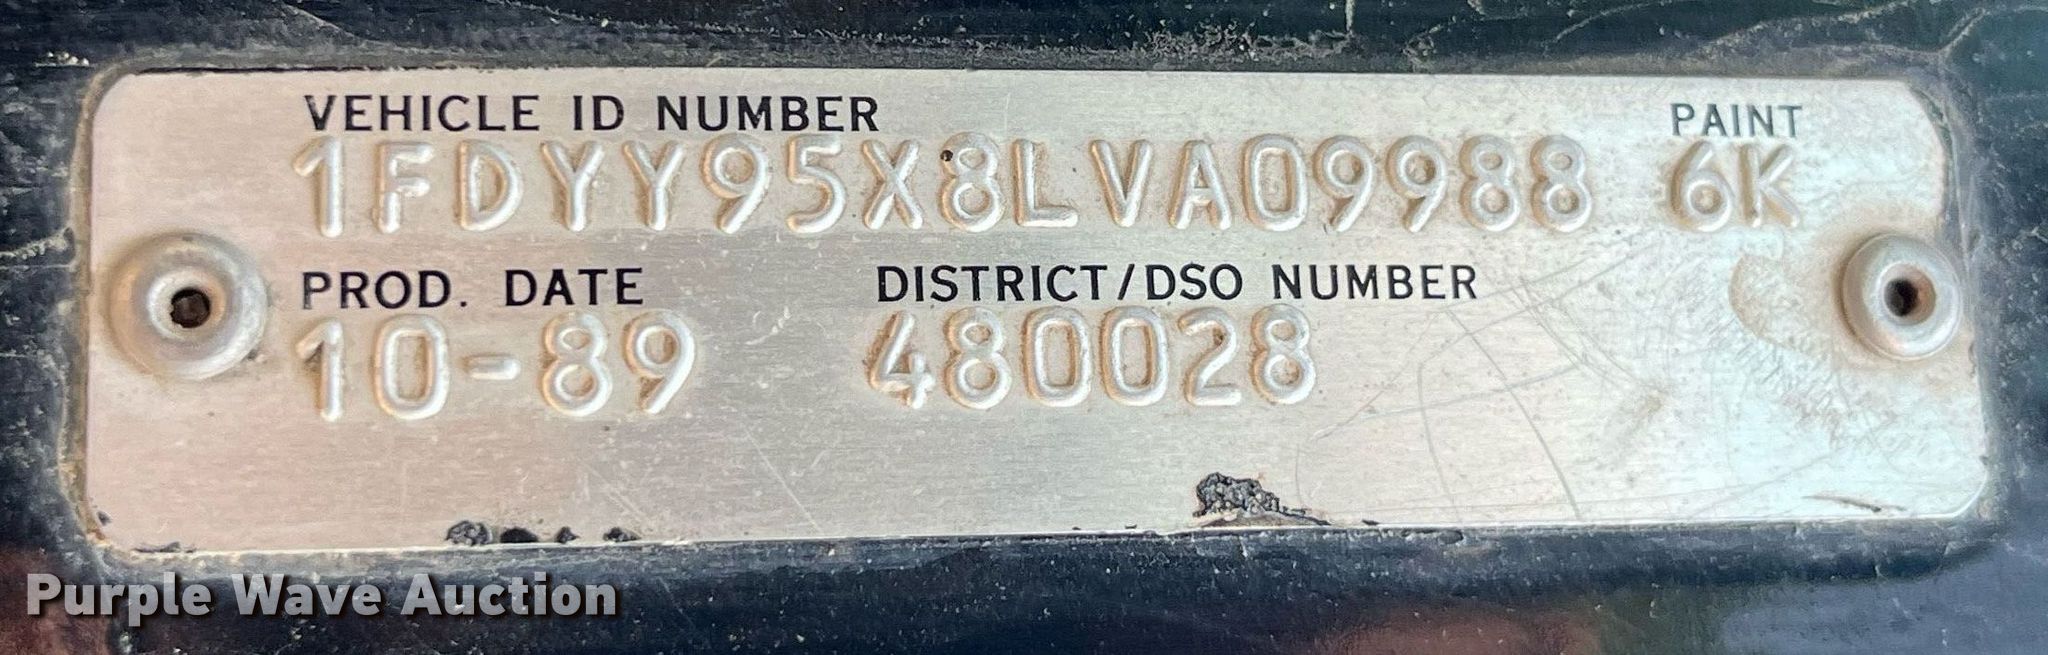 VEHICLE ID NUMBER PAINT
1FDYY95X8LVA09988 6K
PROD. DATE DISTRICT/DSO NUMBER
10-89 480028
Purple Wave Auction